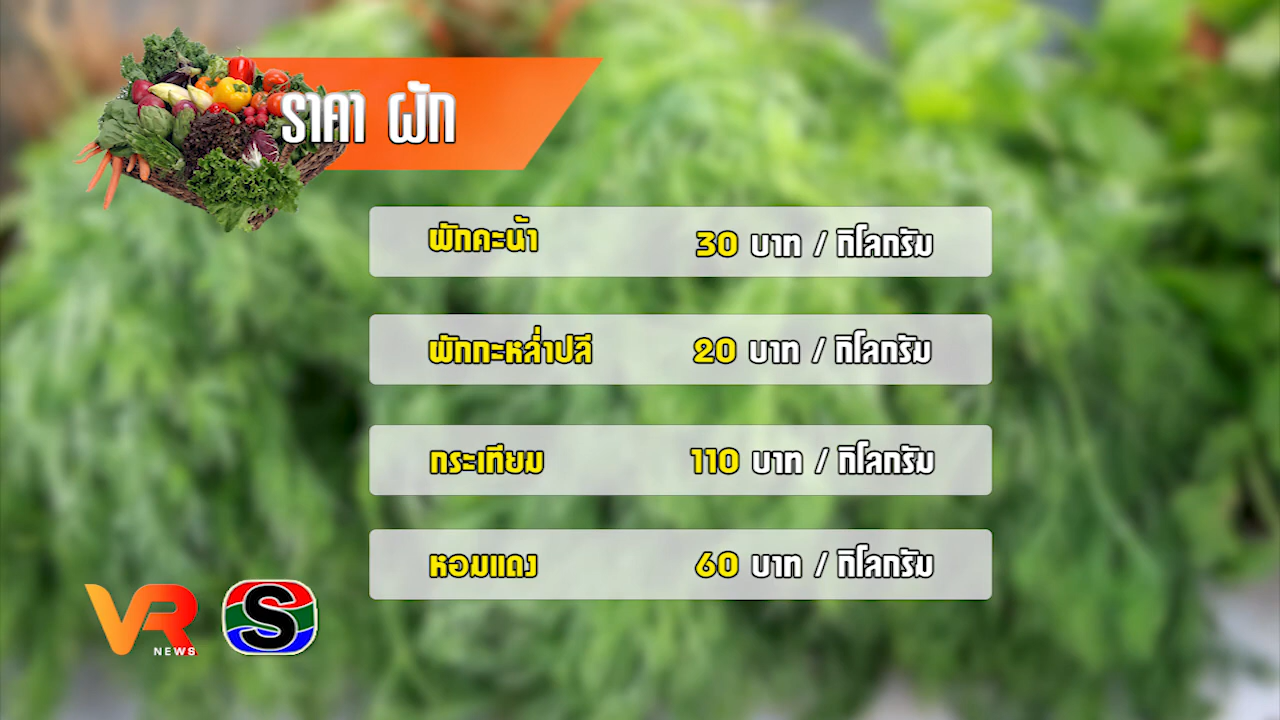 ราคา ผัก
ผักคะน้า 30 บาท / กิโลกรัม
ผักกะหล่ำปลี 20 บาท / กิโลกรัม
กระเทียม 110 บาท / กิโลกรัม
หอมแดง 60 บาท / กิโลกรัม
VR NEWS S